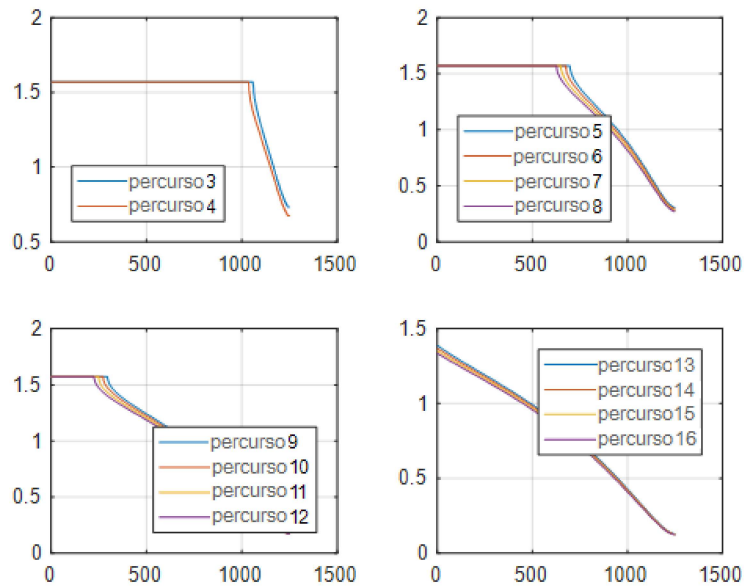 2
1.5
1
0.5
0 500 1000 1500
percurso 3
percurso 4
2
1.5
1
0.5
0
0 500 1000 1500
percurso 5
percurso 6
percurso 7
percurso 8
2
1.5
1
0.5
0
0 500 1000 1500
percurso 9
percurso 10
percurso 11
percurso 12
1.5
1
0.5
0
0 500 1000 1500
percurso 13
percurso 14
percurso 15
percurso 16